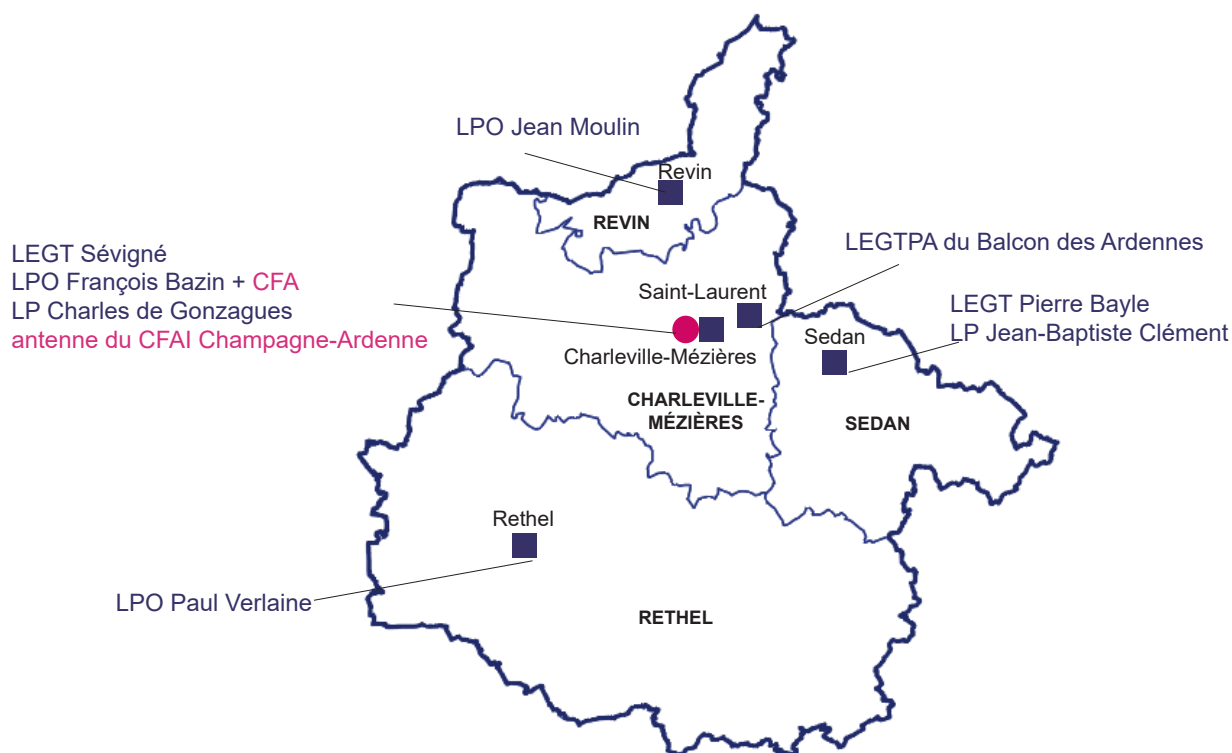 LPO Jean Moulin
Revin
REVIN
LEGT Sévigné
LPO François Bazin + CFA
LP Charles de Gonzagues
antenne du CFAI Champagne-Ardenne
LEGTPA du Balcon des Ardennes
Saint-Laurent
LEGT Pierre Bayle
LP Jean-Baptiste Clément
Sedan
Charleville-Mézières
CHARLEVILLE-
MÉZIÈRES
SEDAN
Rethel
LPO Paul Verlaine
RETHEL